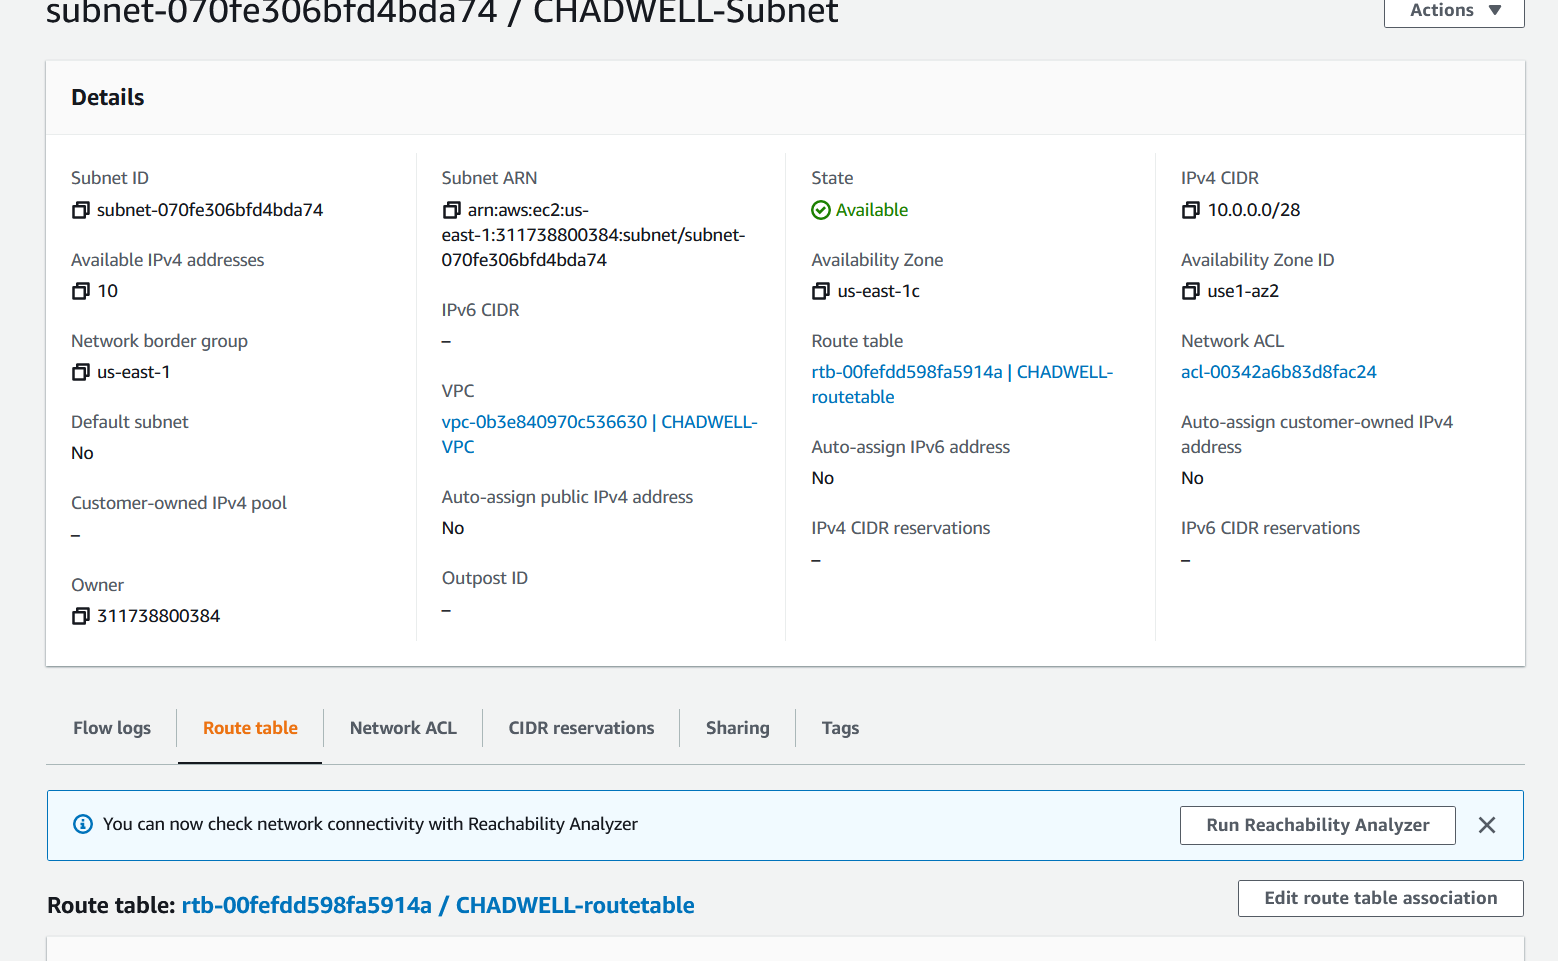 subnet-070fe306bfd4bda74 / CHADWELL-Subnet
Actions
Details
Subnet ID
subnet-070fe306bfd4bda74
Available IPv4 addresses
10
Network border group
us-east-1
Default subnet
No
Customer-owned IPv4 pool
–
Owner
311738800384
Subnet ARN
arn:aws:ec2:us-
east-1:311738800384:subnet/subnet-
070fe306bfd4bda74
IPv6 CIDR
–
VPC
vpc-0b3e840970c536630 | CHADWELL-
VPC
Auto-assign public IPv4 address
No
Outpost ID
–
State
Available
Availability Zone
us-east-1c
Route table
rtb-00fefdd598fa5914a | CHADWELL-
routetable
Auto-assign IPv6 address
No
IPv4 CIDR reservations
–
IPv4 CIDR
10.0.0.0/28
Availability Zone ID
use1-az2
Network ACL
acl-00342a6b83d8fac24
Auto-assign customer-owned IPv4
address
No
IPv6 CIDR reservations
–
Flow logs
Route table
Network ACL
CIDR reservations
Sharing
Tags
You can now check network connectivity with Reachability Analyzer
Run Reachability Analyzer
Route table: rtb-00fefdd598fa5914a / CHADWELL-routetable
Edit route table association